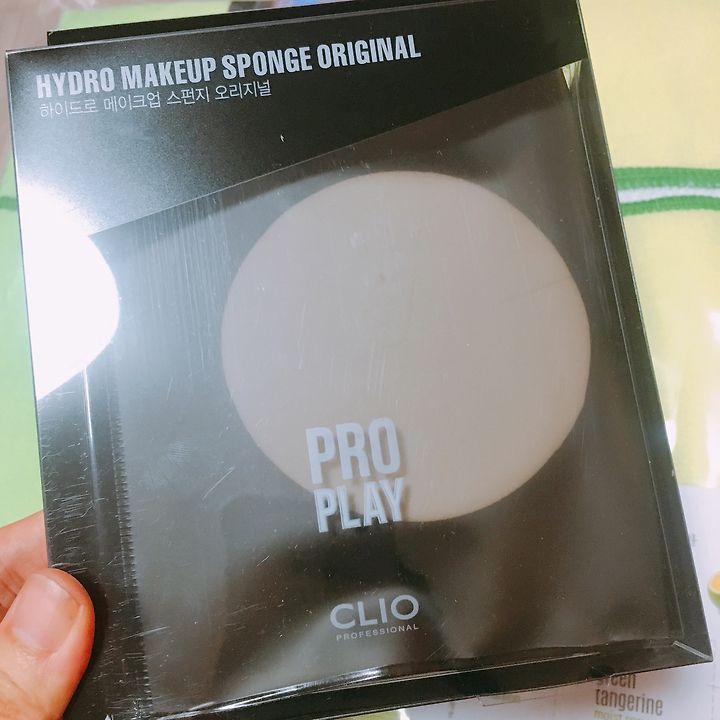 HYDRO MAKEUP SPONGE ORIGINAL
하이드로 메이크업 스펀지 오리지널
PRO
PLAY
CLIO
PROFESSIONAL
green
tangerine